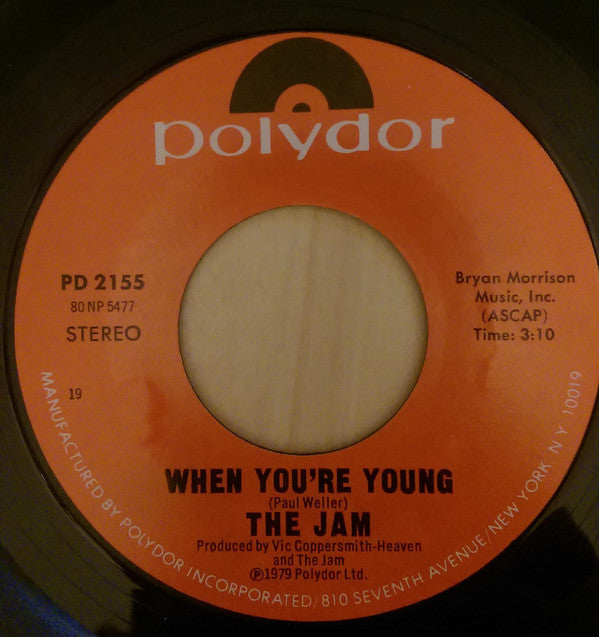 polydor
PD 2155
80 NP 5477
STEREO
19
Bryan Morrison
Music, Inc.
(ASCAP)
Time: 3:10
WHEN YOU'RE YOUNG
(Paul Weller)
THE JAM
Produced by Vic Coppersmith-Heaven
and The Jam
Ⓟ1979 Polydor Ltd.
MANUFACTURED BY POLYDOR INCORPORATED/810 SEVENTH AVENUE/NEW YORK, N Y 10019